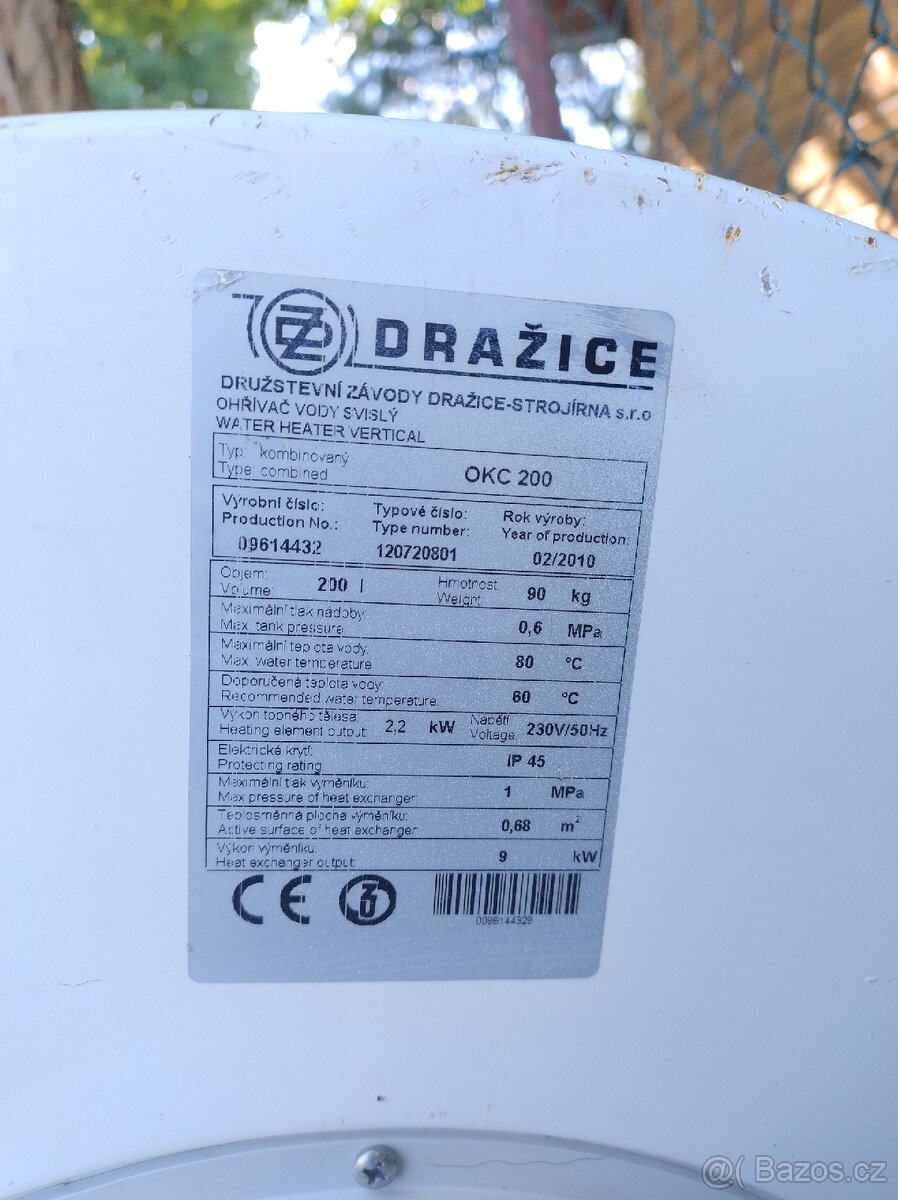 DZD DRAŽICE
DRUŽSTEVNÍ ZÁVODY DRAŽICE-STROJÍRNA s.r.o
OHŘÍVAČ VODY SVISLÝ
WATER HEATER VERTICAL
Typ: kombinovaný
Type: combined
OKC 200
Výrobní číslo: Typové číslo: Rok výroby:
Production No.: Type number: Year of production:
09614432 120720801 02/2010
Objem: Hmotnost:
Volume: 200 l Weight: 90 kg
Maximální tlak nádoby:
Max. tank pressure: 0,6 MPa
Maximální teplota vody:
Max. water temperature: 80 °C
Doporučená teplota vody:
Recommended water temperature: 60 °C
Výkon topného tělesa: Napětí:
Heating element output: 2,2 kW Voltage: 230V/50Hz
Elektrické krytí:
Protecting rating: IP 45
Maximální tlak výměníku:
Max pressure of heat exchanger: 1 MPa
Teplosměnná plocha výměníku:
Active surface of heat exchanger: 0,68 m²
Výkon výměníku:
Heat exchanger output: 9 kW
CE
0096144329
@( Bazos.cz